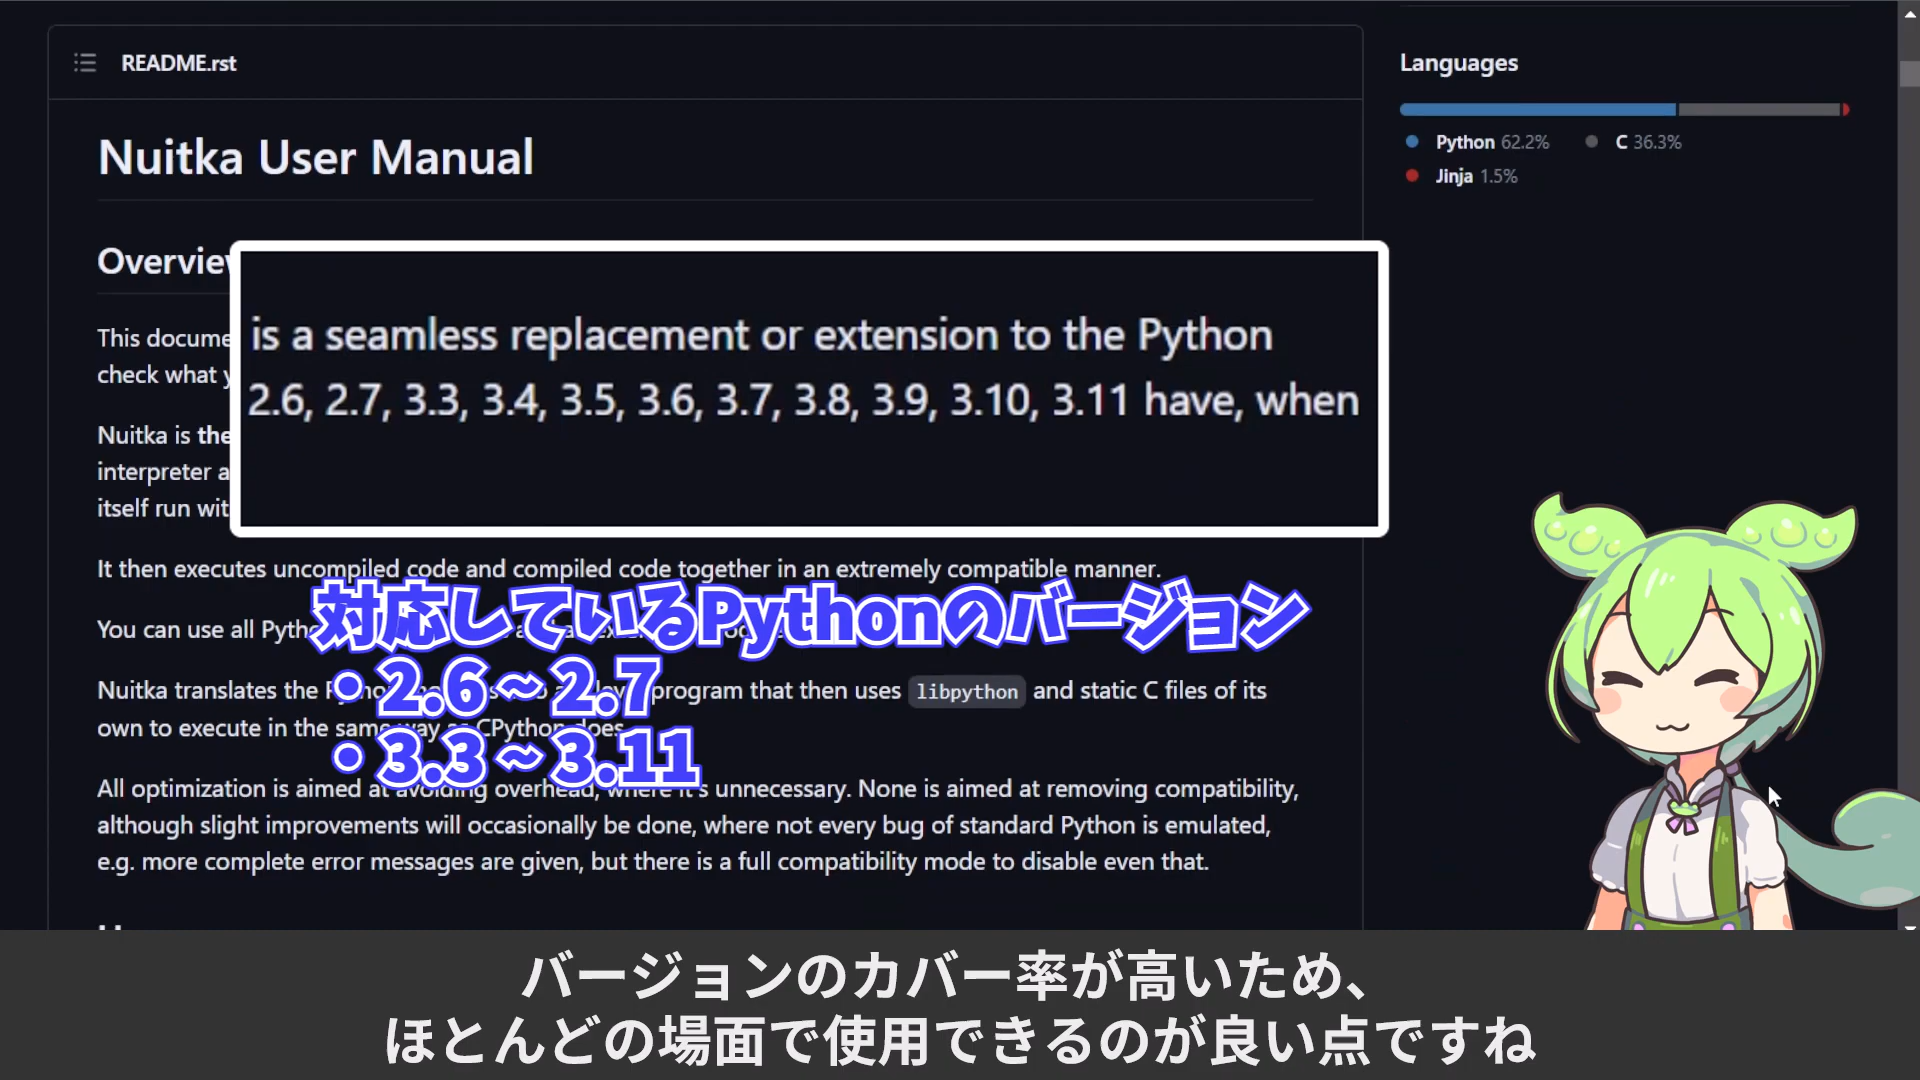 README.rst
Nuitka User Manual
Overview
This docume
check what y
Nuitka is the
interpreter a
itself run wit
is a seamless replacement or extension to the Python
2.6, 2.7, 3.3, 3.4, 3.5, 3.6, 3.7, 3.8, 3.9, 3.10, 3.11 have, when
It then executes uncompiled code and compiled code together in an extremely compatible manner.
You can use all Pyth
対応しているPythonのバージョン
・2.6~2.7
・3.3~3.11
Nuitka translates the program that then uses libpython and static C files of its
own to execute in the same way as CPython does.
All optimization is aimed at avoiding overhead, where it's unnecessary. None is aimed at removing compatibility,
although slight improvements will occasionally be done, where not every bug of standard Python is emulated,
e.g. more complete error messages are given, but there is a full compatibility mode to disable even that.
Languages
Python 62.2%
C 36.3%
Jinja 1.5%
バージョンのカバー率が高いため、
ほとんどの場面で使用できるのが良い点ですね